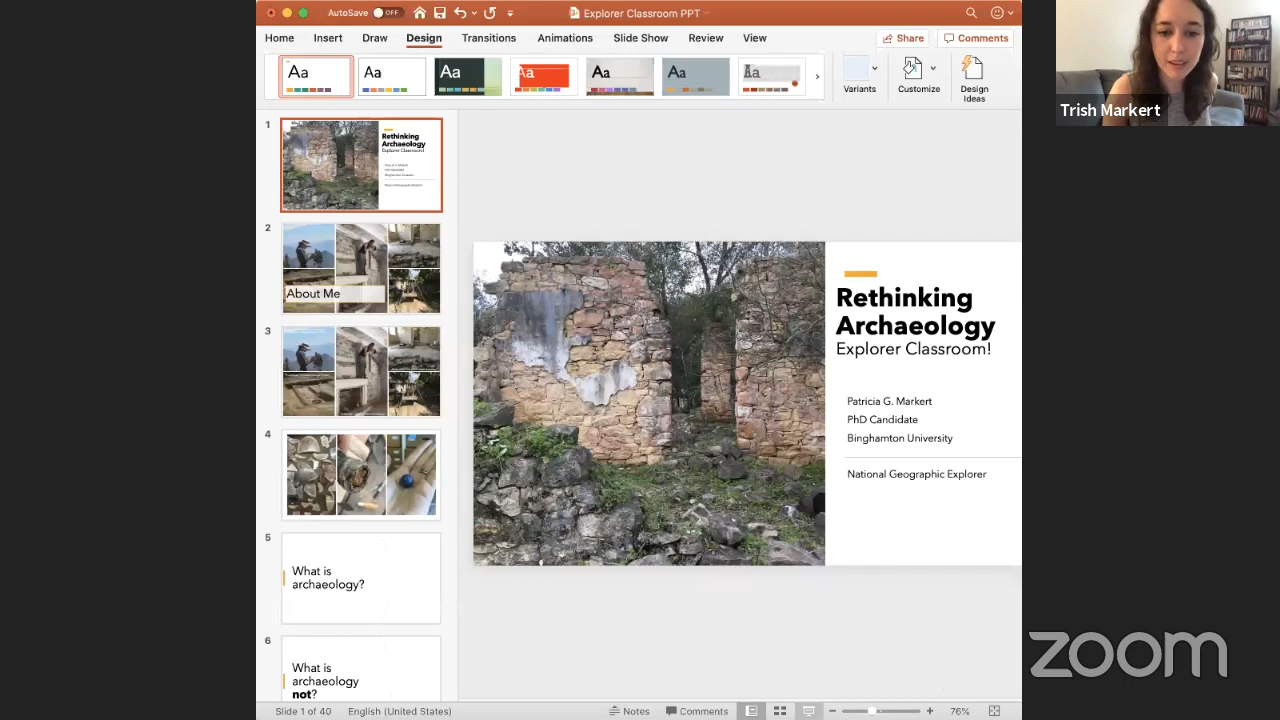 AutoSave OFF
Explorer Classroom PPT
Home Insert Draw Design Transitions Animations Slide Show Review View Share Comments
Aa Aa Aa Aa Aa Aa Aa
Variants Customize Design
Ideas
1
Rethinking
Archaeology
Explorer Classroom!
2
About Me
3
4
5
What is
archaeology?
6
What is
archaeology
not?
Rethinking
Archaeology
Explorer Classroom!
Patricia G. Markert
PhD Candidate
Binghamton University
National Geographic Explorer
Slide 1 of 40 English (United States) Notes Comments 76%
Trish Markert
zoom